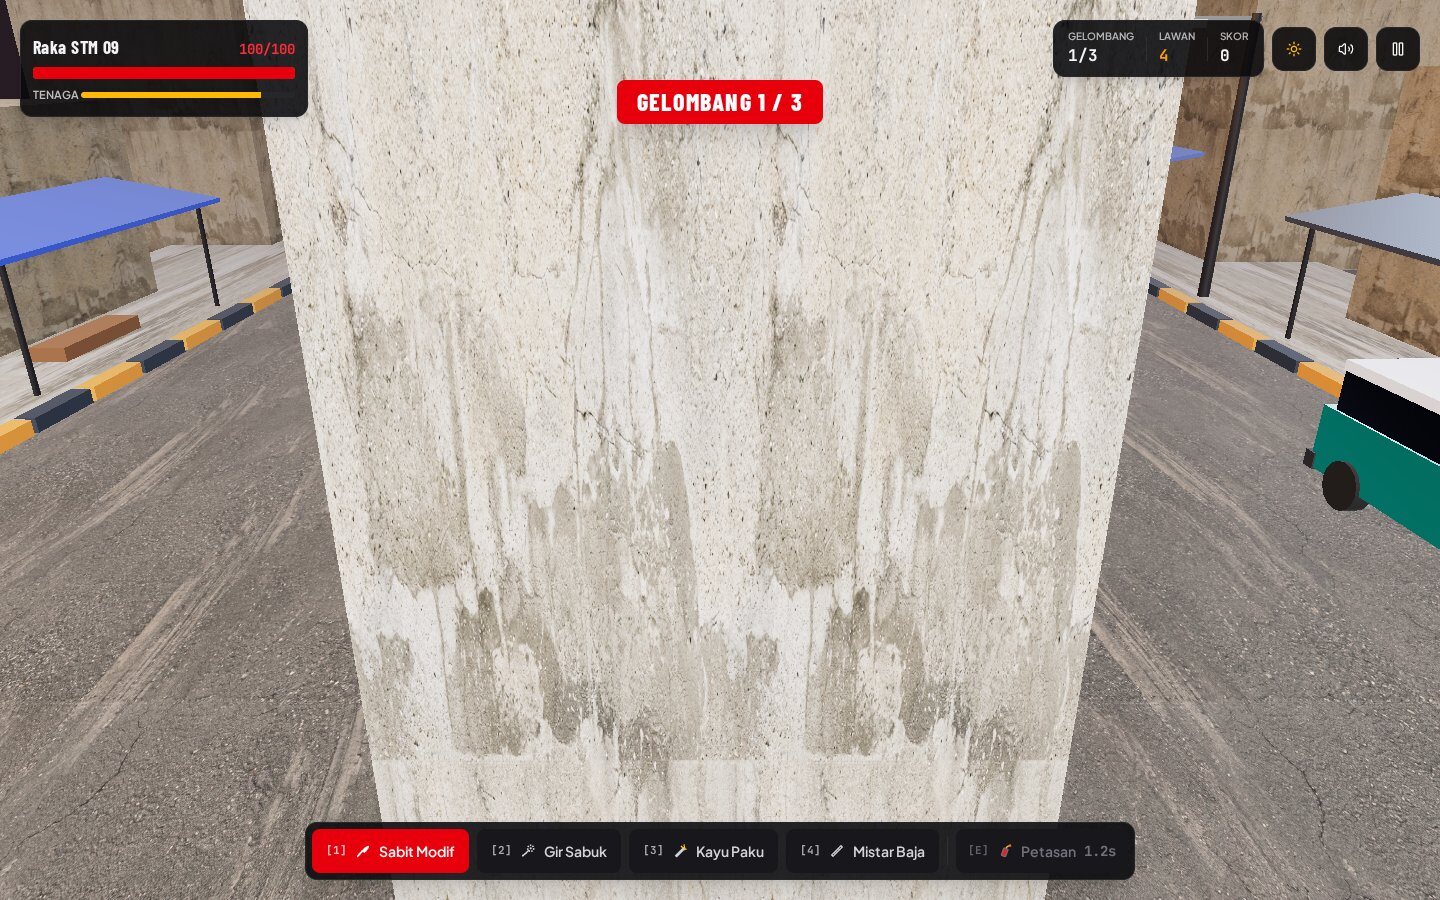 Raka STM 09
100/100
TENAGA
GELOMBANG
1/3
LAWAN
4
SKOR
0
GELOMBANG 1 / 3
[1] Sabit Modif
[2] Gir Sabuk
[3] Kayu Paku
[4] Mistar Baja
[E] Petasan 1.2s